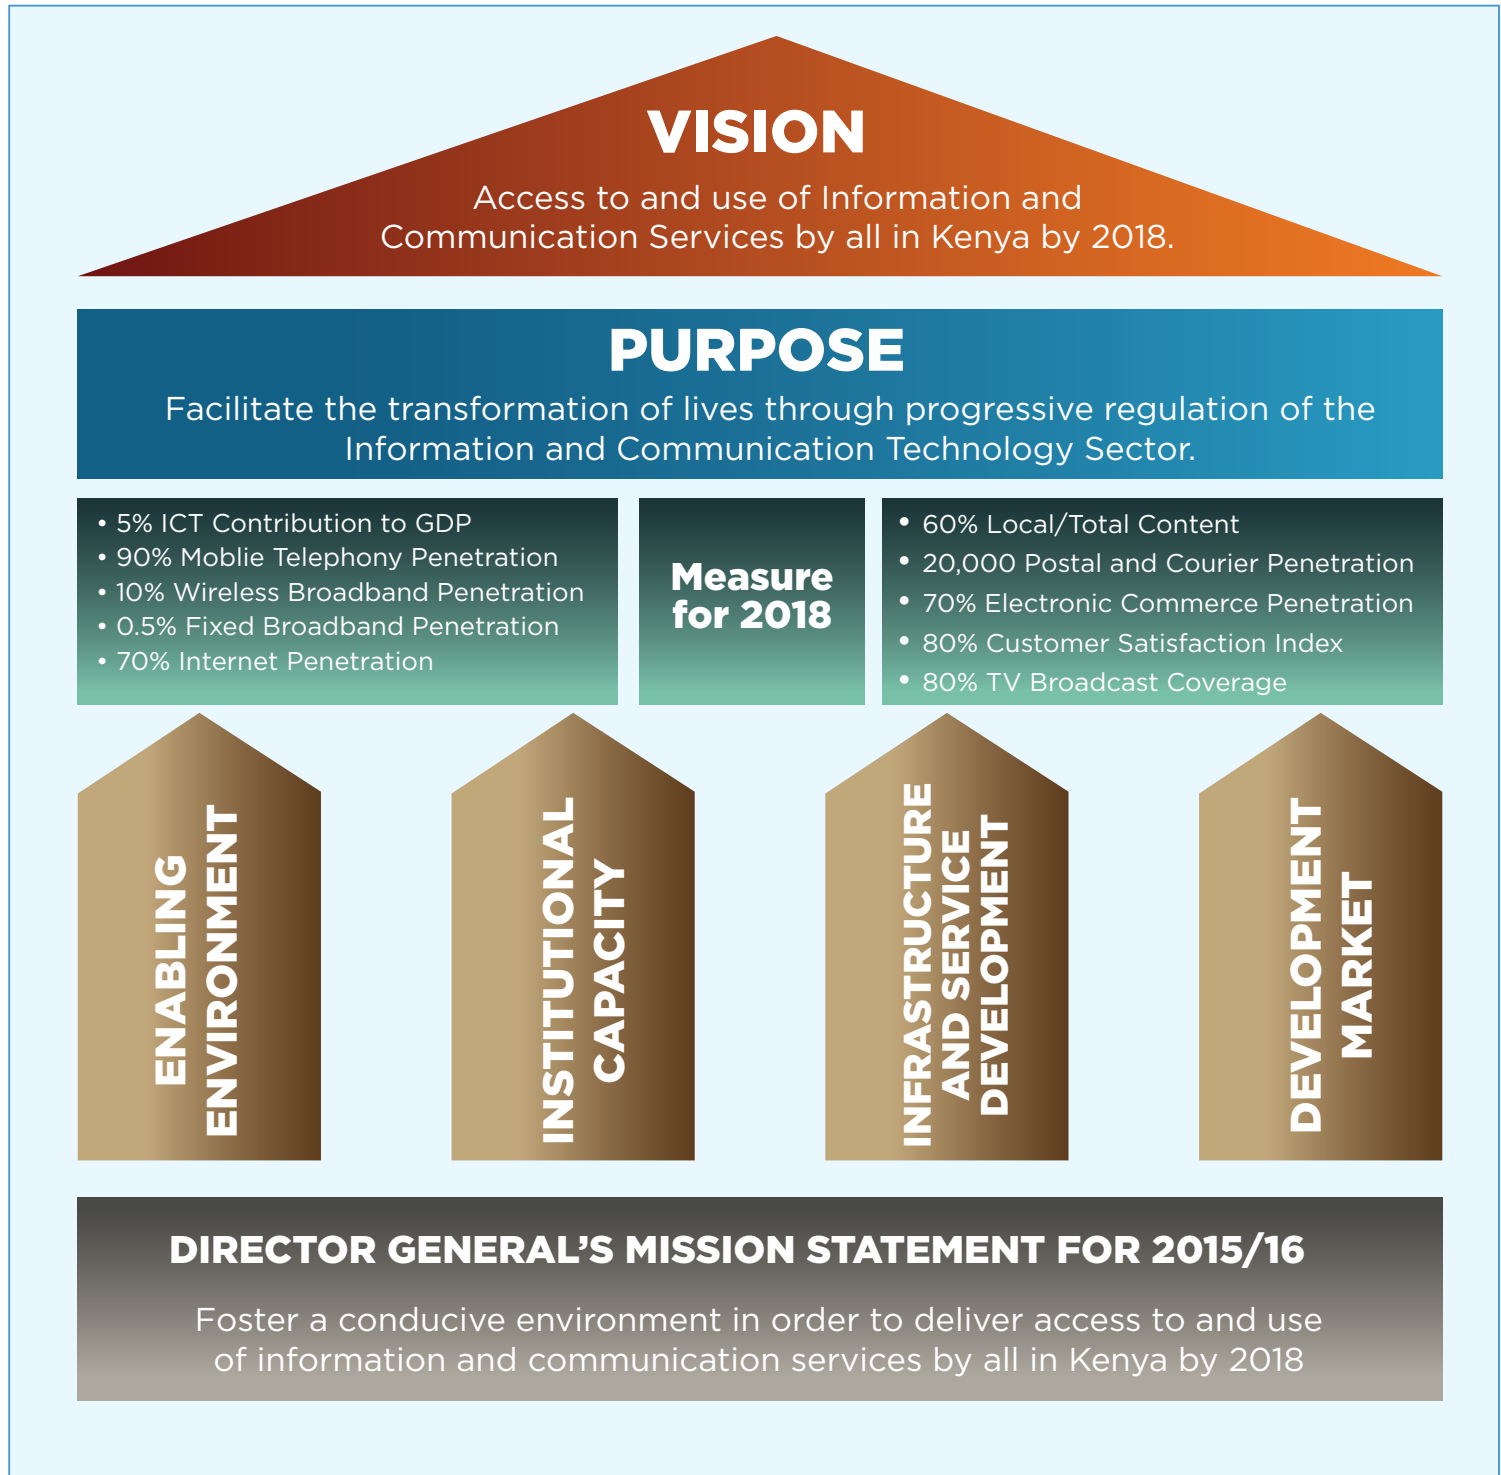 VISION
Access to and use of Information and
Communication Services by all in Kenya by 2018.
PURPOSE
Facilitate the transformation of lives through progressive regulation of the
Information and Communication Technology Sector.
• 5% ICT Contribution to GDP
• 90% Moblie Telephony Penetration
• 10% Wireless Broadband Penetration
• 0.5% Fixed Broadband Penetration
• 70% Internet Penetration
Measure
for 2018
• 60% Local/Total Content
• 20,000 Postal and Courier Penetration
• 70% Electronic Commerce Penetration
• 80% Customer Satisfaction Index
• 80% TV Broadcast Coverage
ENABLING
ENVIRONMENT
INSTITUTIONAL
CAPACITY
INFRASTRUCTURE
AND SERVICE
DEVELOPMENT
DEVELOPMENT
MARKET
DIRECTOR GENERAL’S MISSION STATEMENT FOR 2015/16
Foster a conducive environment in order to deliver access to and use
of information and communication services by all in Kenya by 2018